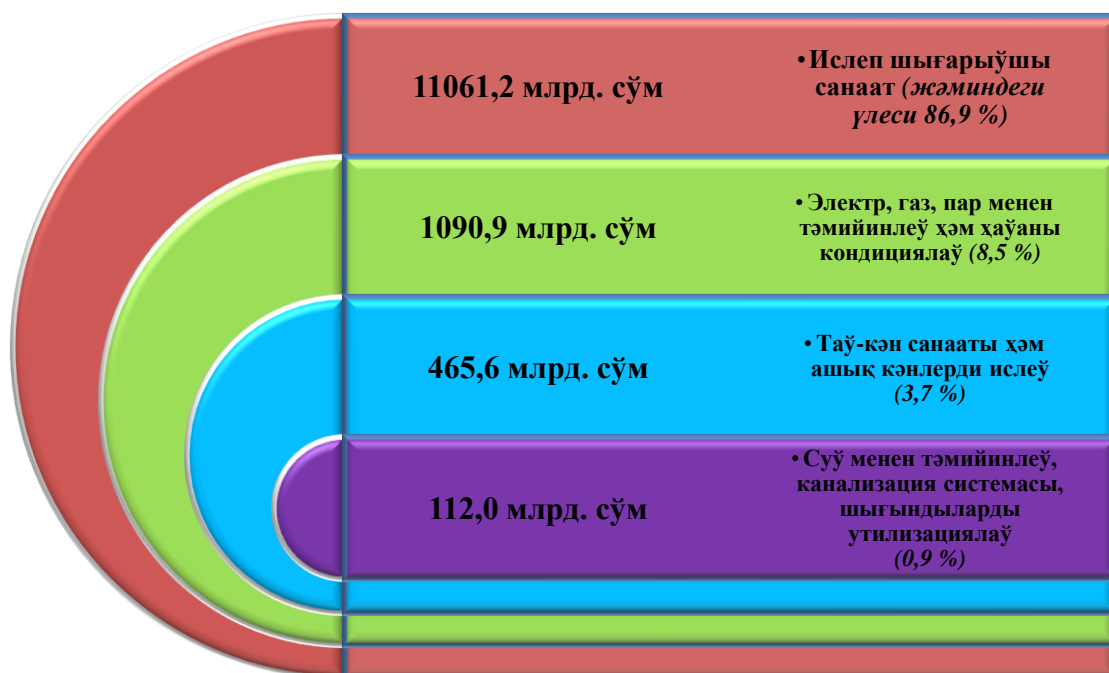 11061,2 млрд. сўм
• Ислеп шығарыўшы
санаат (жәминдеги
үлеси 86,9 %)
1090,9 млрд. сўм
• Электр, газ, пар менен
тәмийинлеў ҳәм ҳаўаны
кондициялаў (8,5 %)
465,6 млрд. сўм
• Таў-кән санааты ҳәм
ашық кәнлерди ислеў
(3,7 %)
112,0 млрд. сўм
• Суў менен тәмийинлеў,
канализация системасы,
шығындыларды
утилизациялаў
(0,9 %)